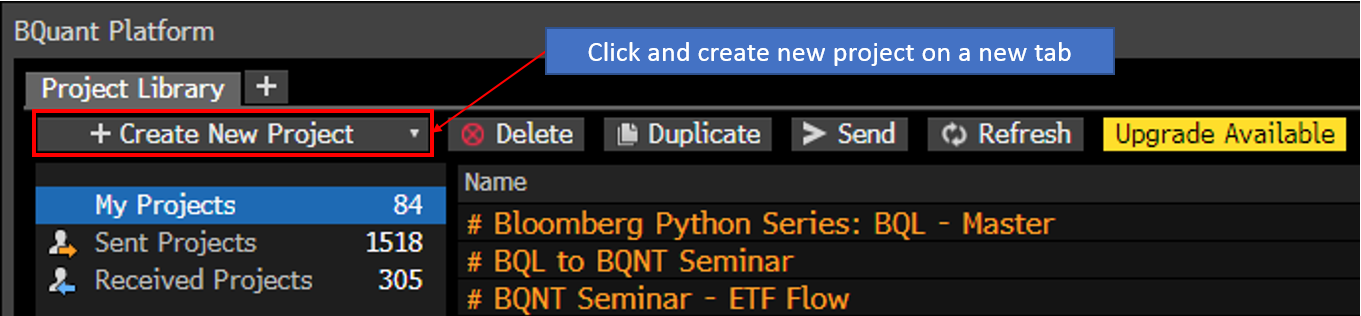 BQuant Platform
Click and create new project on a new tab
Project Library +
+ Create New Project ▾ Delete Duplicate Send Refresh Upgrade Available
Name
My Projects 84
# Bloomberg Python Series: BQL - Master
Sent Projects 1518
# BQL to BQNT Seminar
Received Projects 305
# BQNT Seminar - ETF Flow